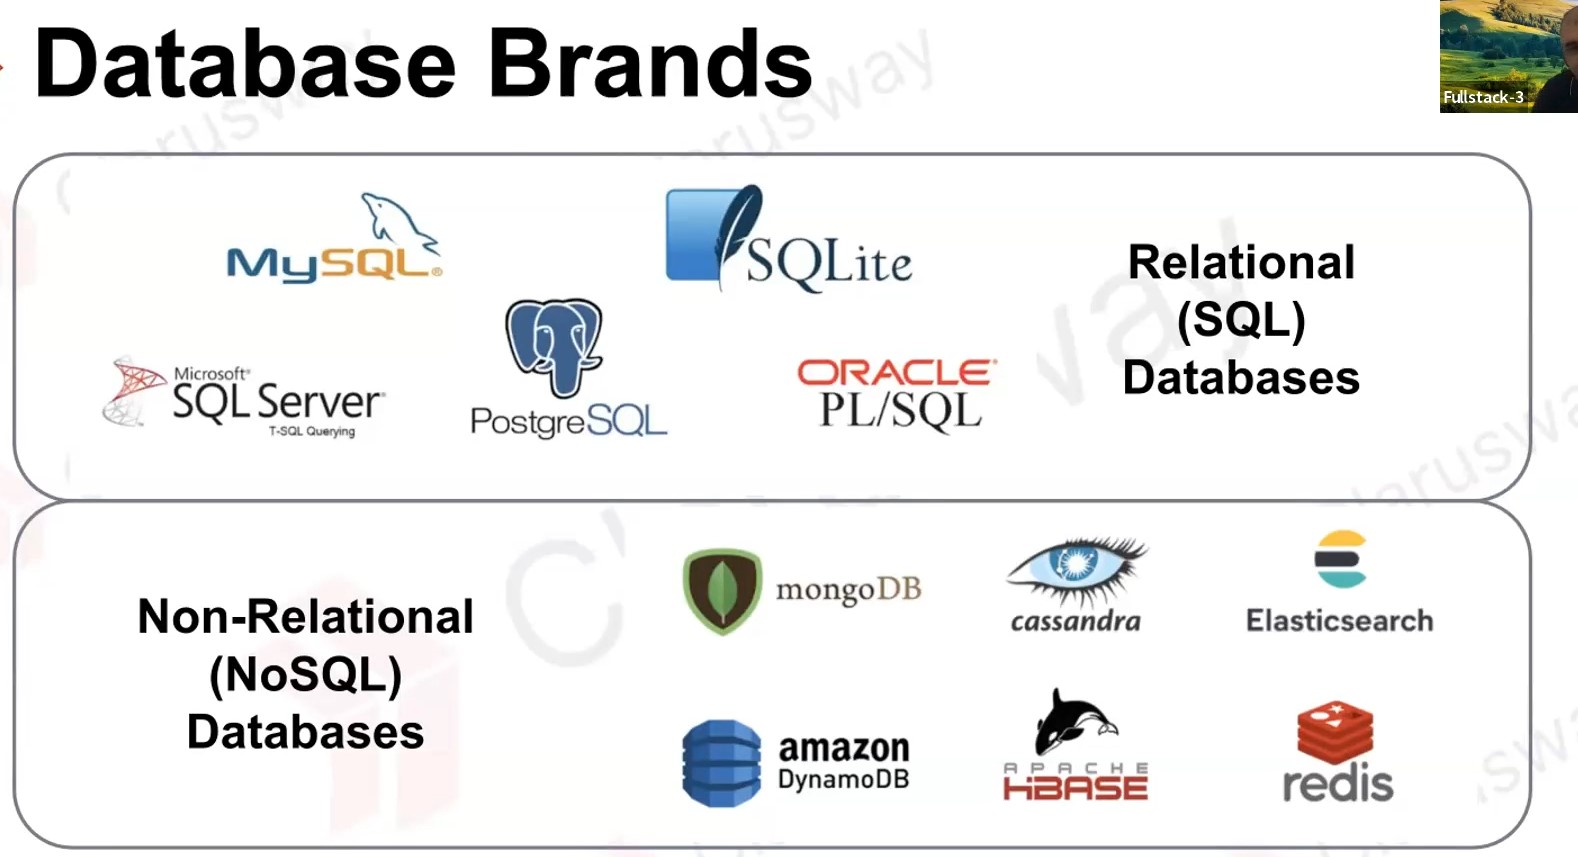 Database Brands
Fullstack-3
MySQL®
SQLite
Relational
(SQL)
Databases
Microsoft®
SQL Server
T-SQL Querying
PostgreSQL
ORACLE®
PL/SQL
Non-Relational
(NoSQL)
Databases
mongoDB
cassandra
Elasticsearch
amazon
DynamoDB
APACHE
HBASE
redis